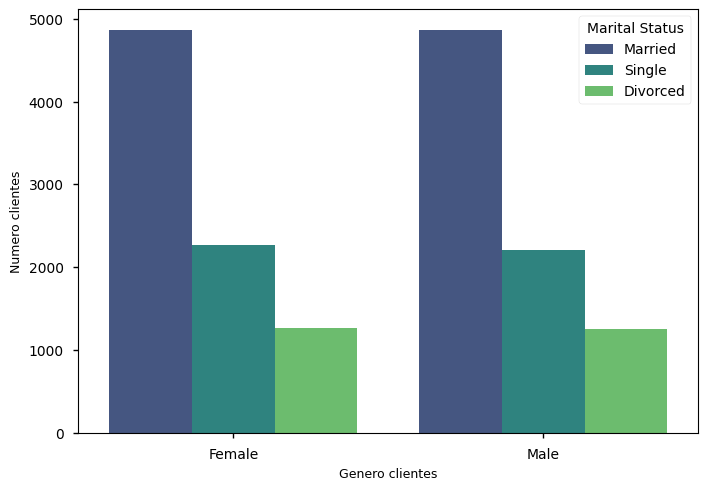 5000
4000
3000
2000
1000
0
Numero clientes
Marital Status
Married
Single
Divorced
Female
Male
Genero clientes